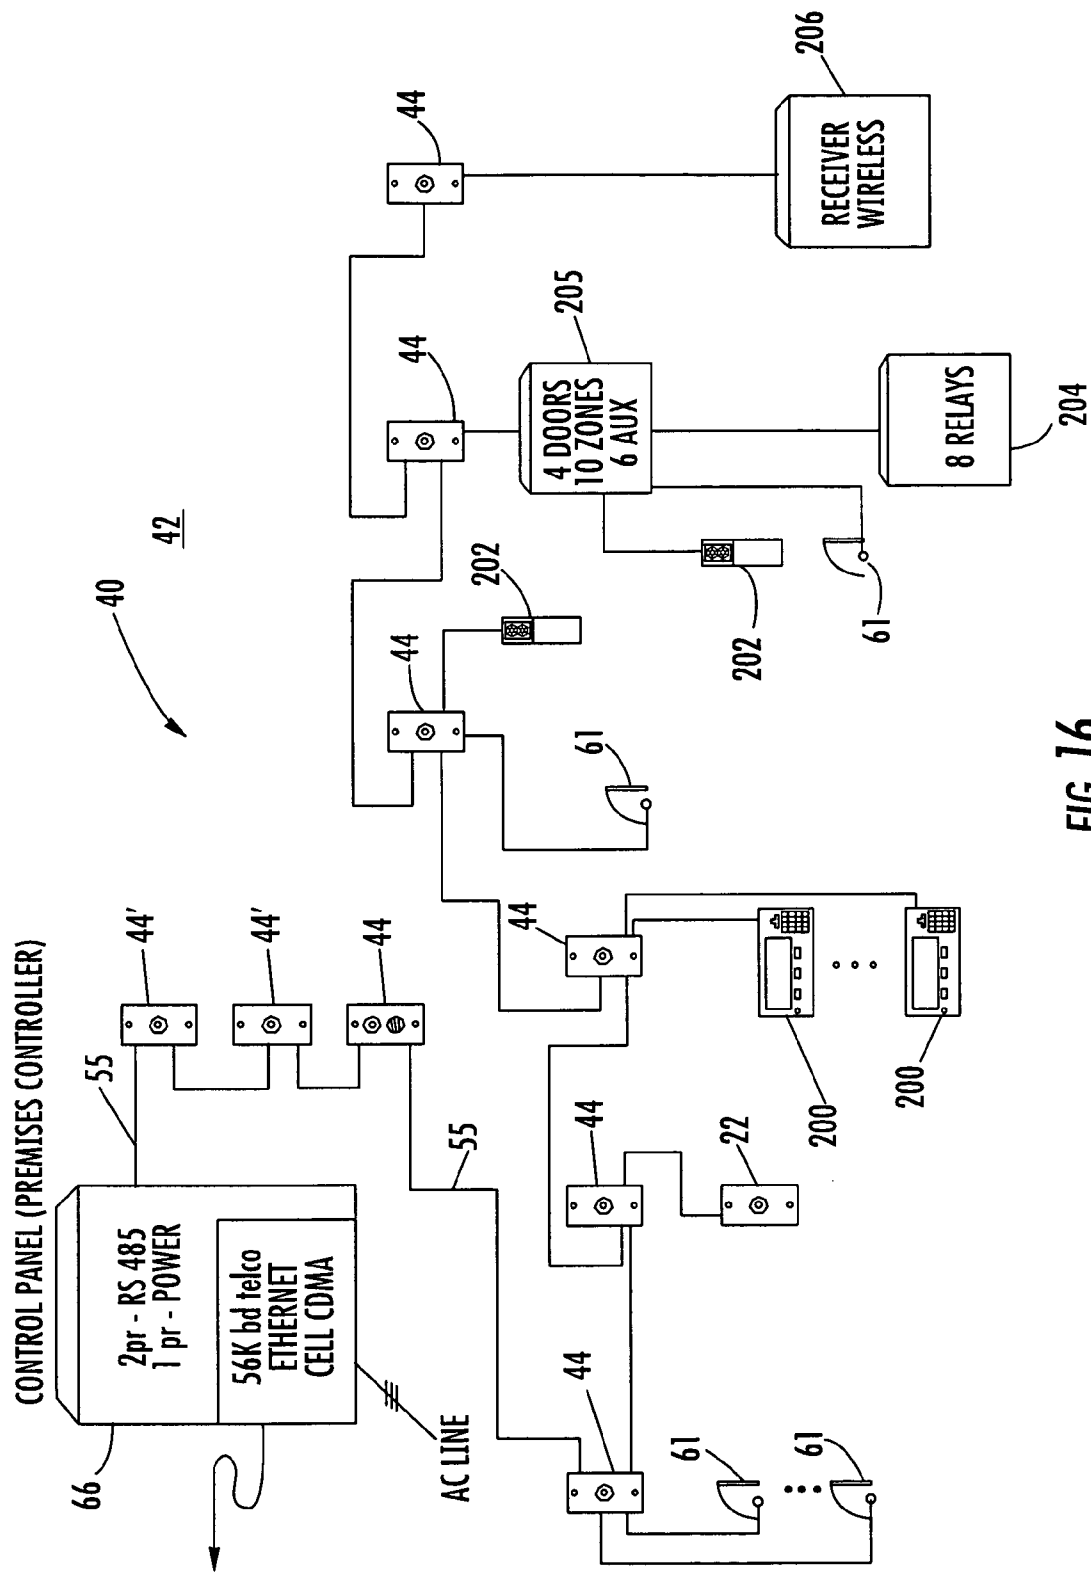 CONTROL PANEL (PREMISES CONTROLLER)
66
2pr - RS 485
1 pr - POWER
56K bd telco
ETHERNET
CELL CDMA
AC LINE
55
44'
44'
44
55
40
42
44
61
61
44
22
44
200
200
44
202
61
44
205
4 DOORS
10 ZONES
6 AUX
202
61
8 RELAYS
204
44
206
RECEIVER
WIRELESS
FIG. 16